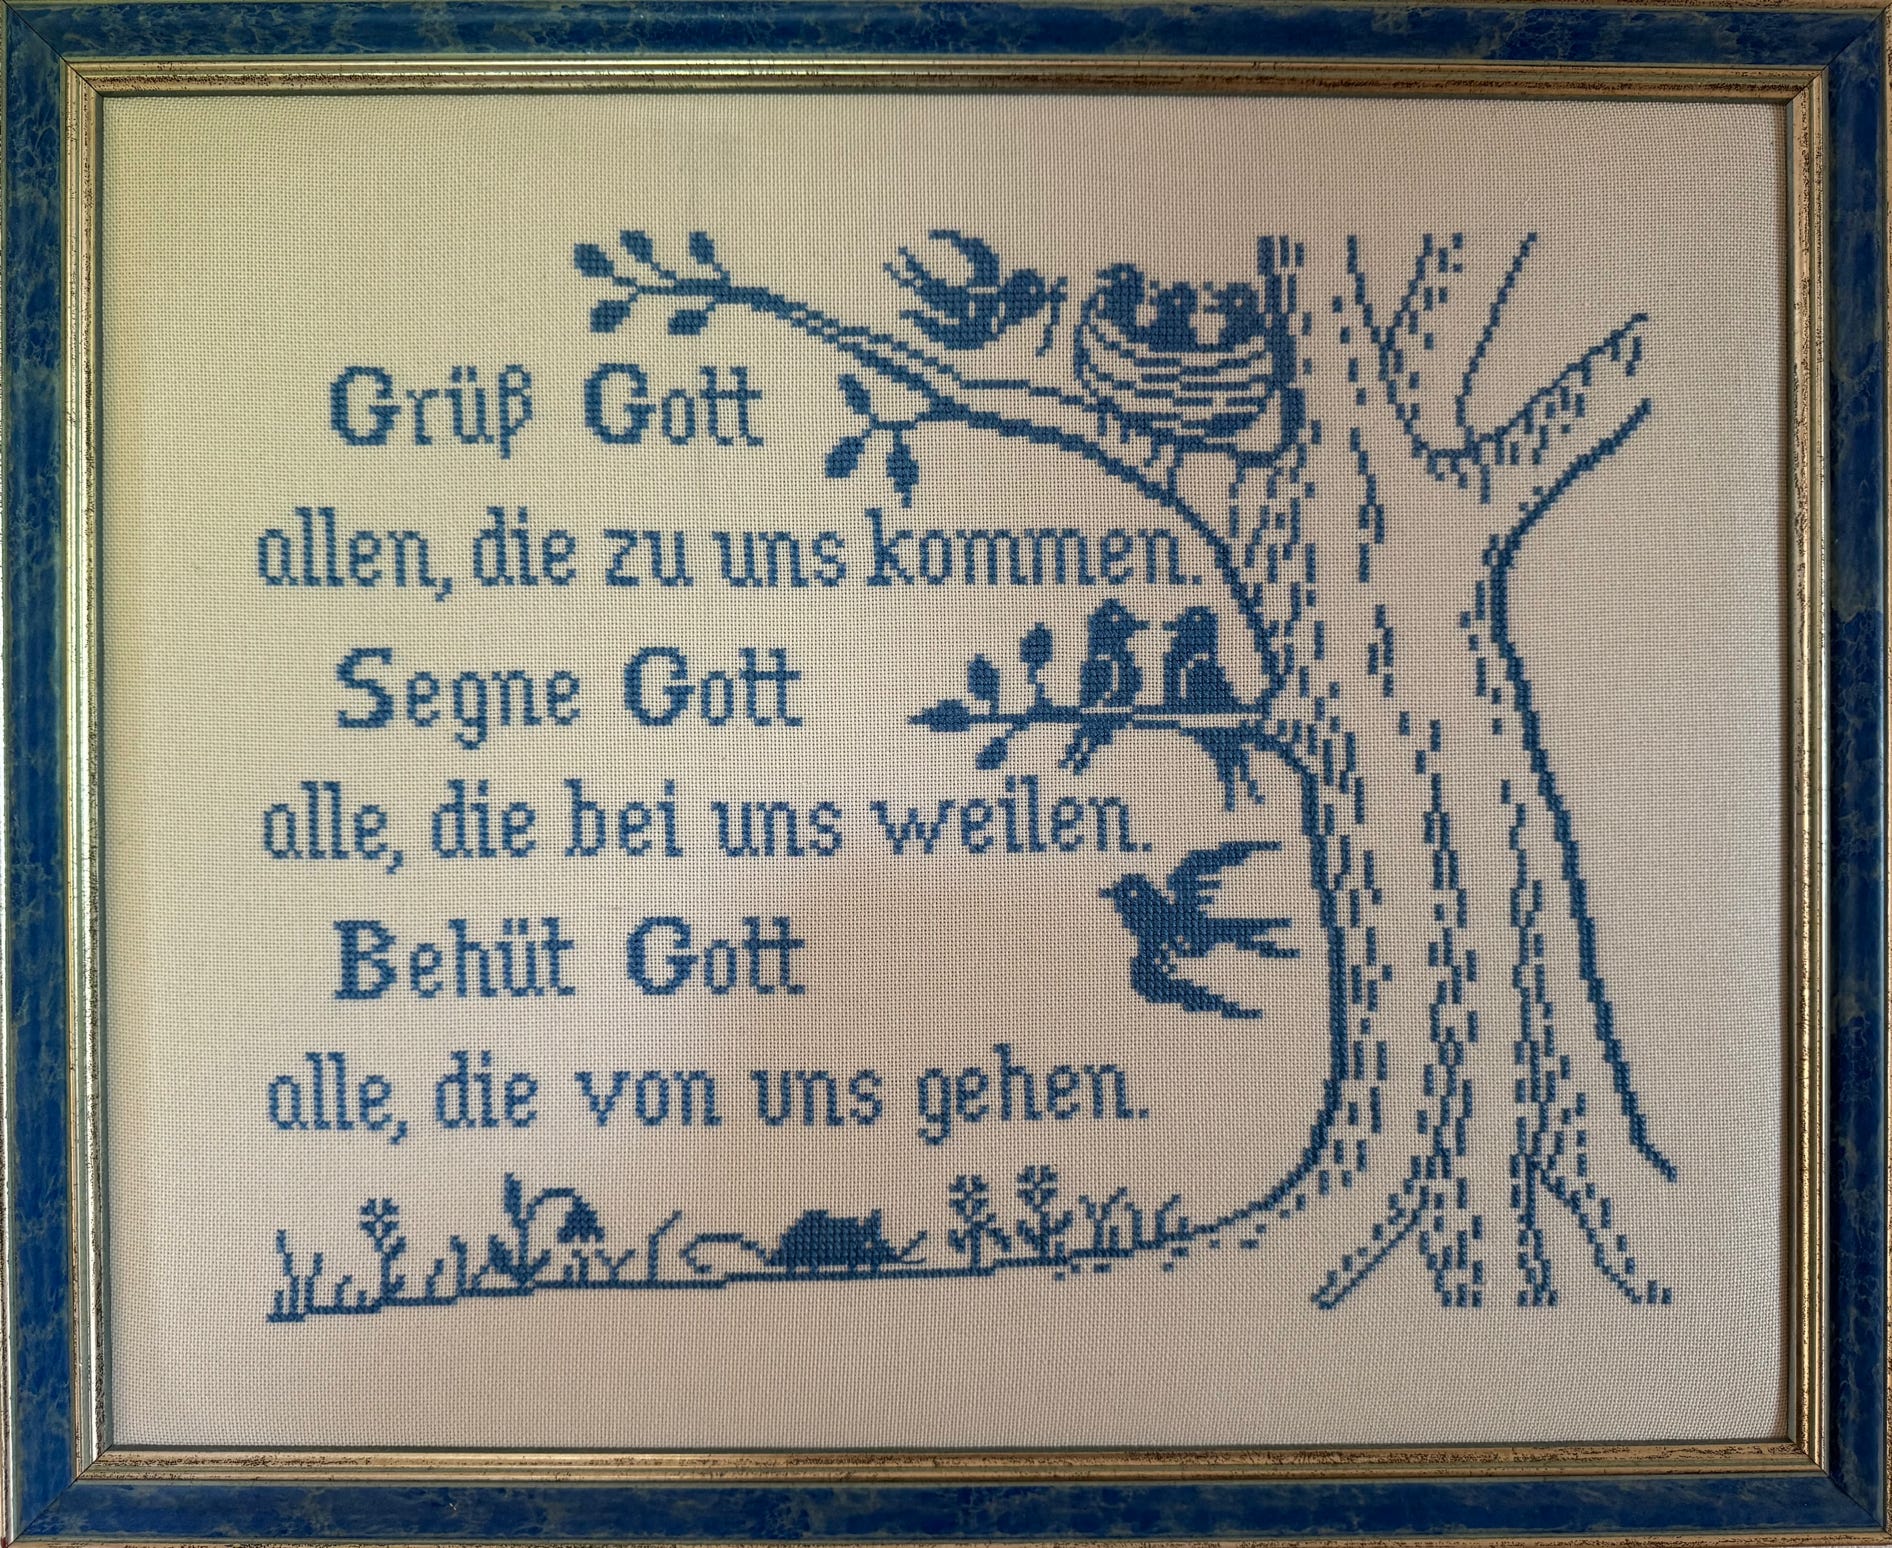 Grüß Gott
allen, die zu uns kommen.
Segne Gott
alle, die bei uns weilen.
Behüt Gott
alle, die von uns gehen.